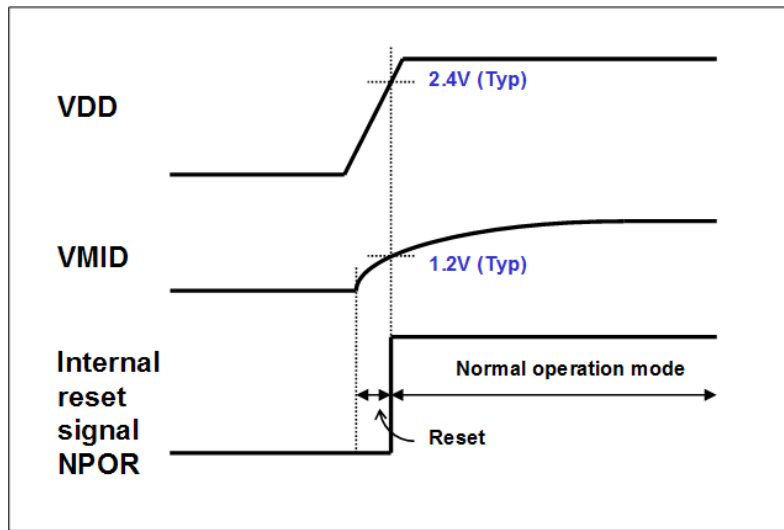 VDD
2.4V (Typ)
VMID
1.2V (Typ)
Internal
reset
signal
NPOR
Normal operation mode
Reset